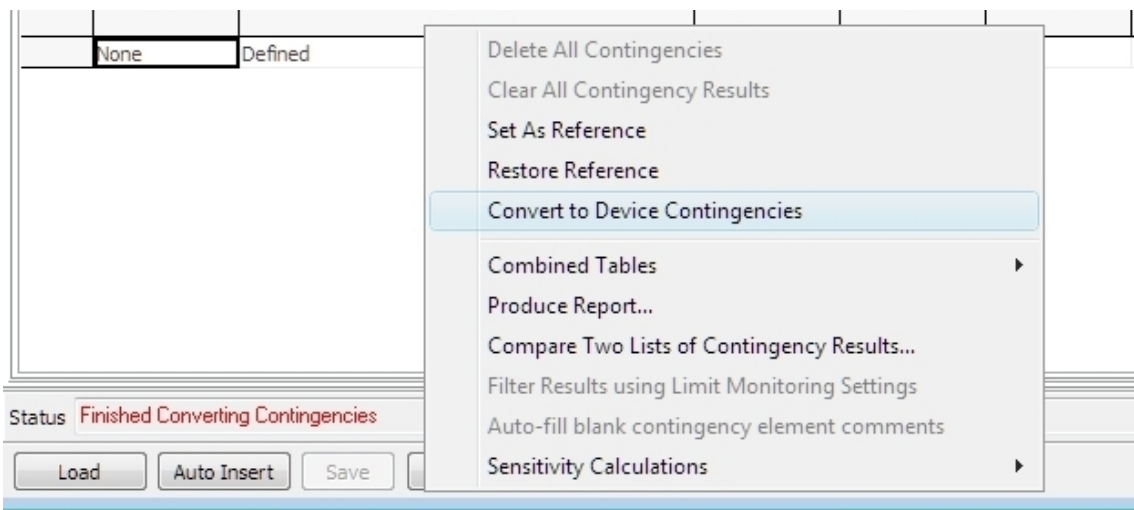 None Defined
Delete All Contingencies
Clear All Contingency Results
Set As Reference
Restore Reference
Convert to Device Contingencies
Combined Tables
Produce Report...
Compare Two Lists of Contingency Results...
Filter Results using Limit Monitoring Settings
Auto-fill blank contingency element comments
Sensitivity Calculations
Status Finished Converting Contingencies
Load Auto Insert Save